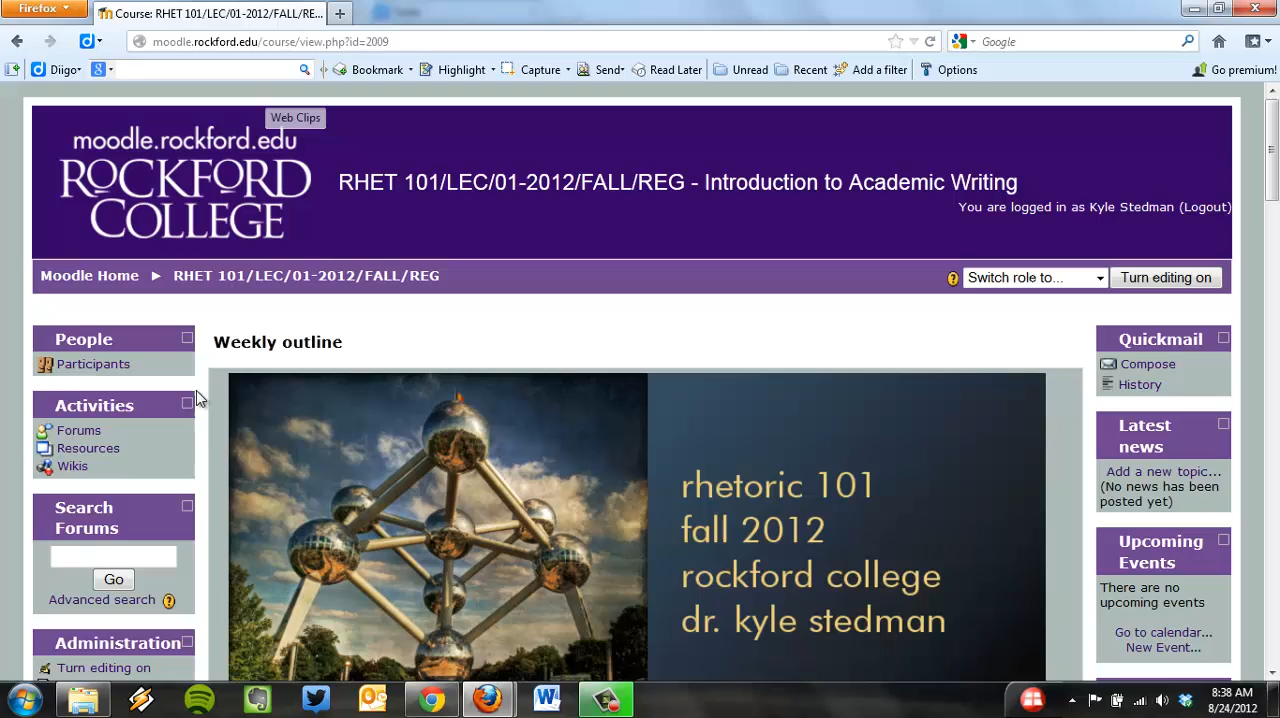 Firefox
Course: RHET 101/LEC/01-2012/FALL/RE...
moodle.rockford.edu/course/view.php?id=2009
Google
Diigo
Bookmark
Highlight
Capture
Send
Read Later
Unread
Recent
Add a filter
Options
Go premium!
Web Clips
moodle.rockford.edu
ROCKFORD
COLLEGE
RHET 101/LEC/01-2012/FALL/REG - Introduction to Academic Writing
You are logged in as Kyle Stedman (Logout)
Moodle Home ► RHET 101/LEC/01-2012/FALL/REG
Switch role to...
Turn editing on
People
Participants
Activities
Forums
Resources
Wikis
Search
Forums
Go
Advanced search
Administration
Turn editing on
Weekly outline
rhetoric 101
fall 2012
rockford college
dr. kyle stedman
Quickmail
Compose
History
Latest
news
Add a new topic...
(No news has been
posted yet)
Upcoming
Events
There are no
upcoming events
Go to calendar...
New Event...
8:38 AM
8/24/2012